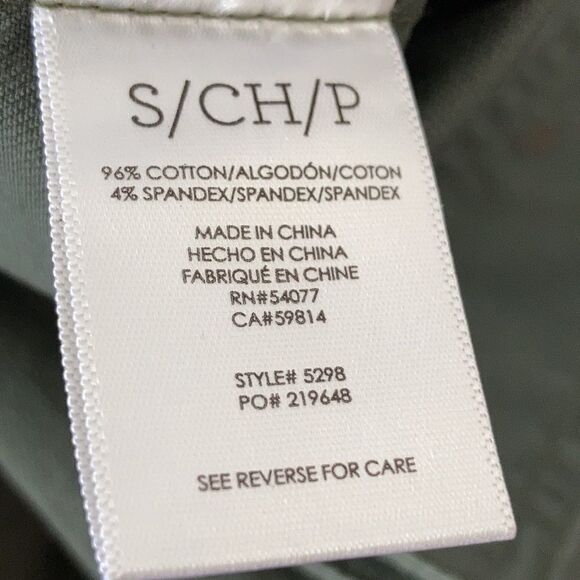 S/CH/P
96% COTTON/ALGODÓN/COTON
4% SPANDEX/SPANDEX/SPANDEX
MADE IN CHINA
HECHO EN CHINA
FABRIQUÉ EN CHINE
RN#54077
CA#59814
STYLE# 5298
PO# 219648
SEE REVERSE FOR CARE